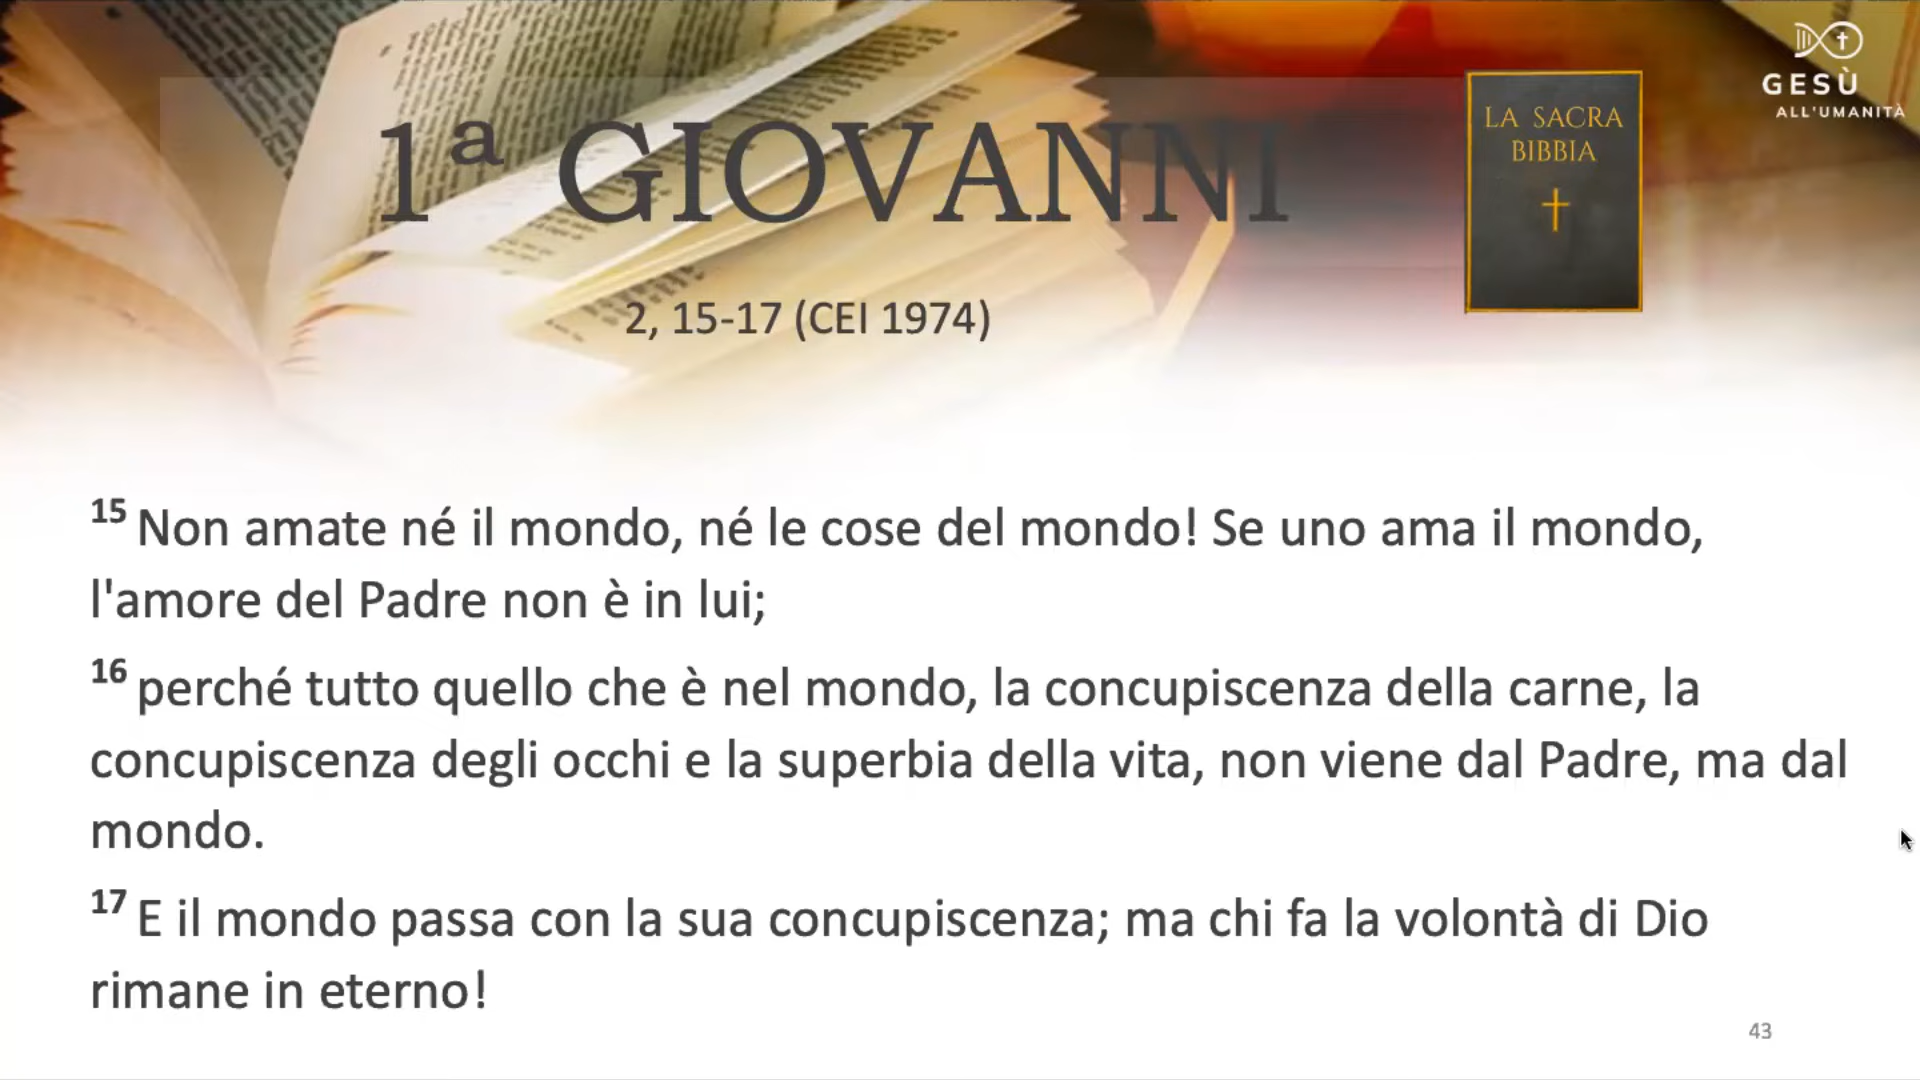 GESÙ
ALL'UMANITÀ
LA SACRA
BIBBIA
1ª GIOVANNI
2, 15-17 (CEI 1974)
15 Non amate né il mondo, né le cose del mondo! Se uno ama il mondo,
l'amore del Padre non è in lui;
16 perché tutto quello che è nel mondo, la concupiscenza della carne, la
concupiscenza degli occhi e la superbia della vita, non viene dal Padre, ma dal
mondo.
17 E il mondo passa con la sua concupiscenza; ma chi fa la volontà di Dio
rimane in eterno!
43